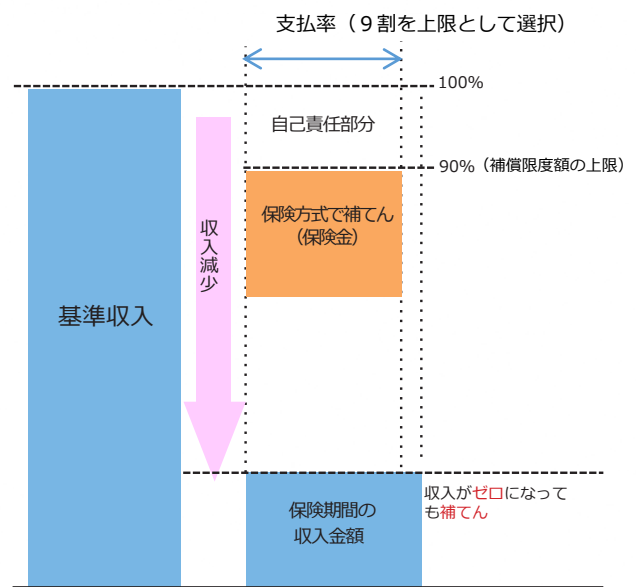 支払率（９割を上限として選択）
100%
自己責任部分
90%（補償限度額の上限）
保険方式で補てん
（保険金）
収入減少
基準収入
保険期間の
収入金額
収入がゼロになって
も補てん